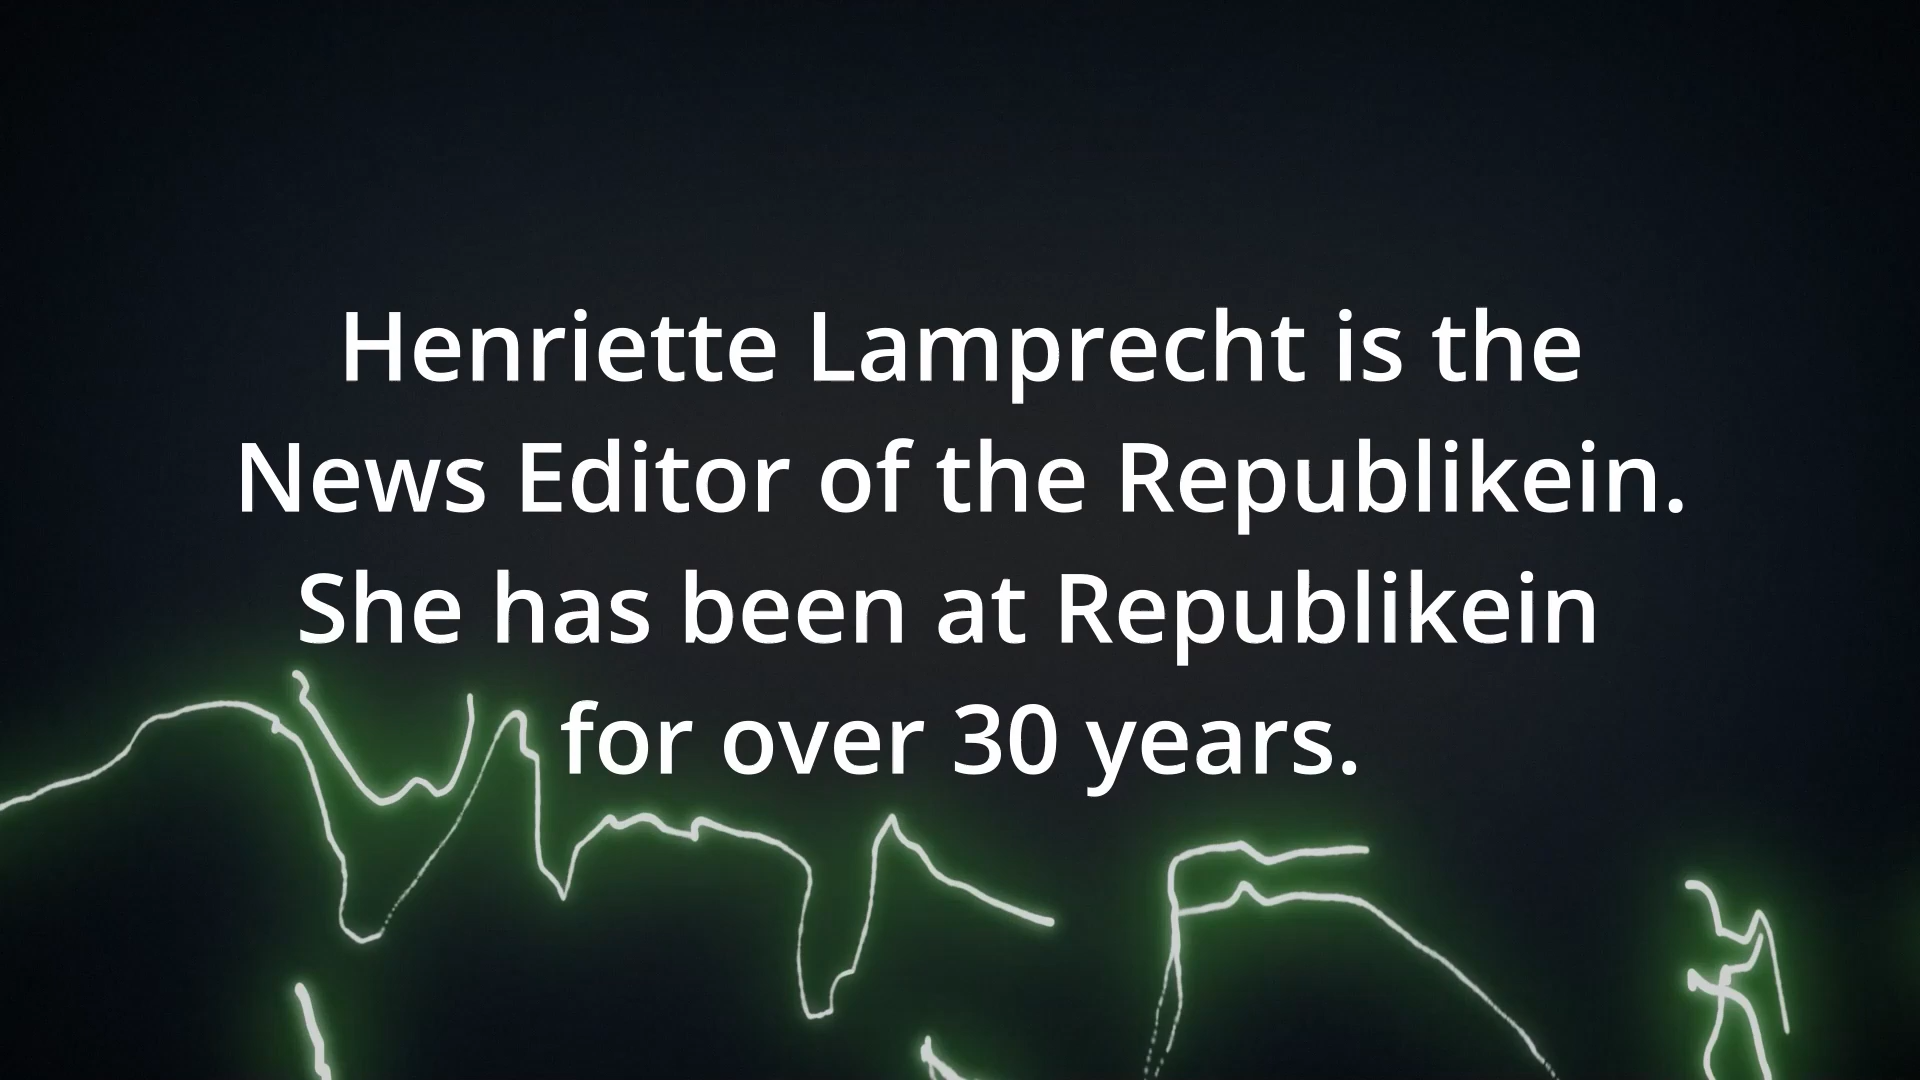 Henriette Lamprecht is the
News Editor of the Republikein.
She has been at Republikein
for over 30 years.